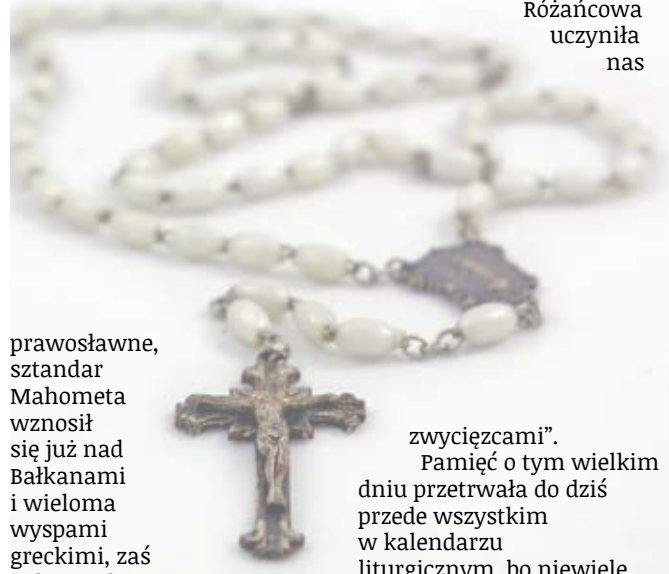 prawosławne,
sztandar
Mahometa
wznosił
się już nad
Bałkanami
i wieloma
wyspami
greckimi, zaś
Różańcowa
uczyniła
nas
zwycięzcami”.
Pamięć o tym wielkim
dniu przetrwała do dziś
przede wszystkim
w kalendarzu
liturgicznym, bo niewiele